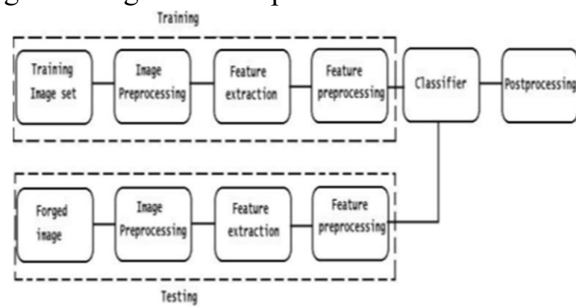 Training
Training
Image set
Image
Preprocessing
Feature
extraction
Feature
preprocessing
Classifier
Postprocessing
Forged
image
Image
Preprocessing
Feature
extraction
Feature
preprocessing
Testing